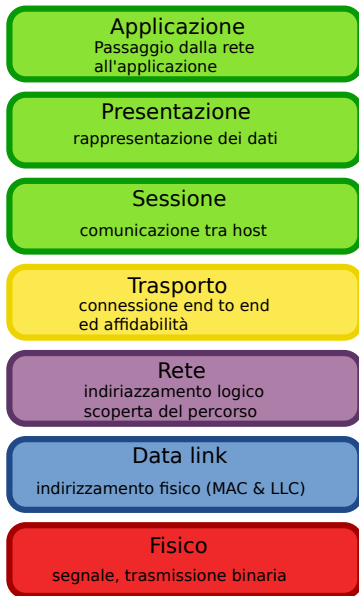 Applicazione
Passaggio dalla rete
all'applicazione
Presentazione
rappresentazione dei dati
Sessione
comunicazione tra host
Trasporto
connessione end to end
ed affidabilità
Rete
indiriazzamento logico
scoperta del percorso
Data link
indirizzamento fisico (MAC & LLC)
Fisico
segnale, trasmissione binaria